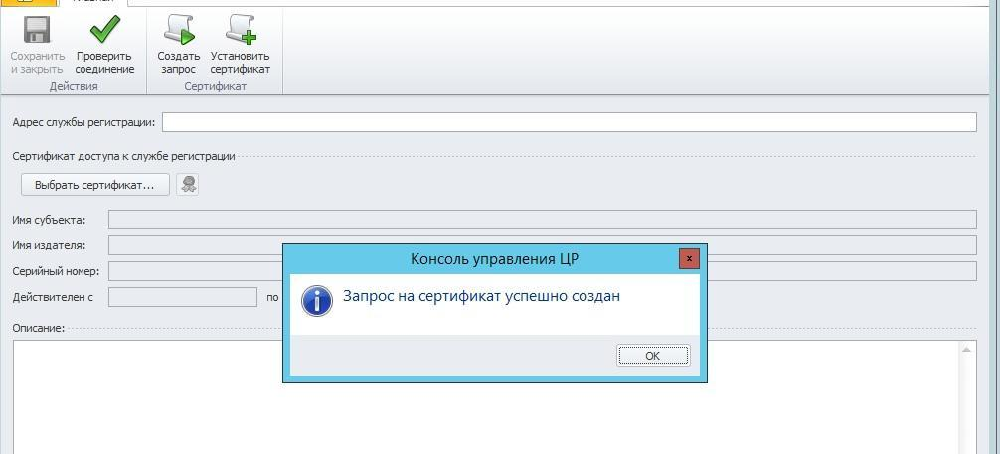 Главная
Сохранить
и закрыть
Проверить
соединение
Создать
запрос
Установить
сертификат
Действия
Сертификат
Адрес службы регистрации:
Сертификат доступа к службе регистрации
Выбрать сертификат...
Имя субъекта:
Имя издателя:
Серийный номер:
Действителен с
по
Описание:
Консоль управления ЦР
x
Запрос на сертификат успешно создан
OK